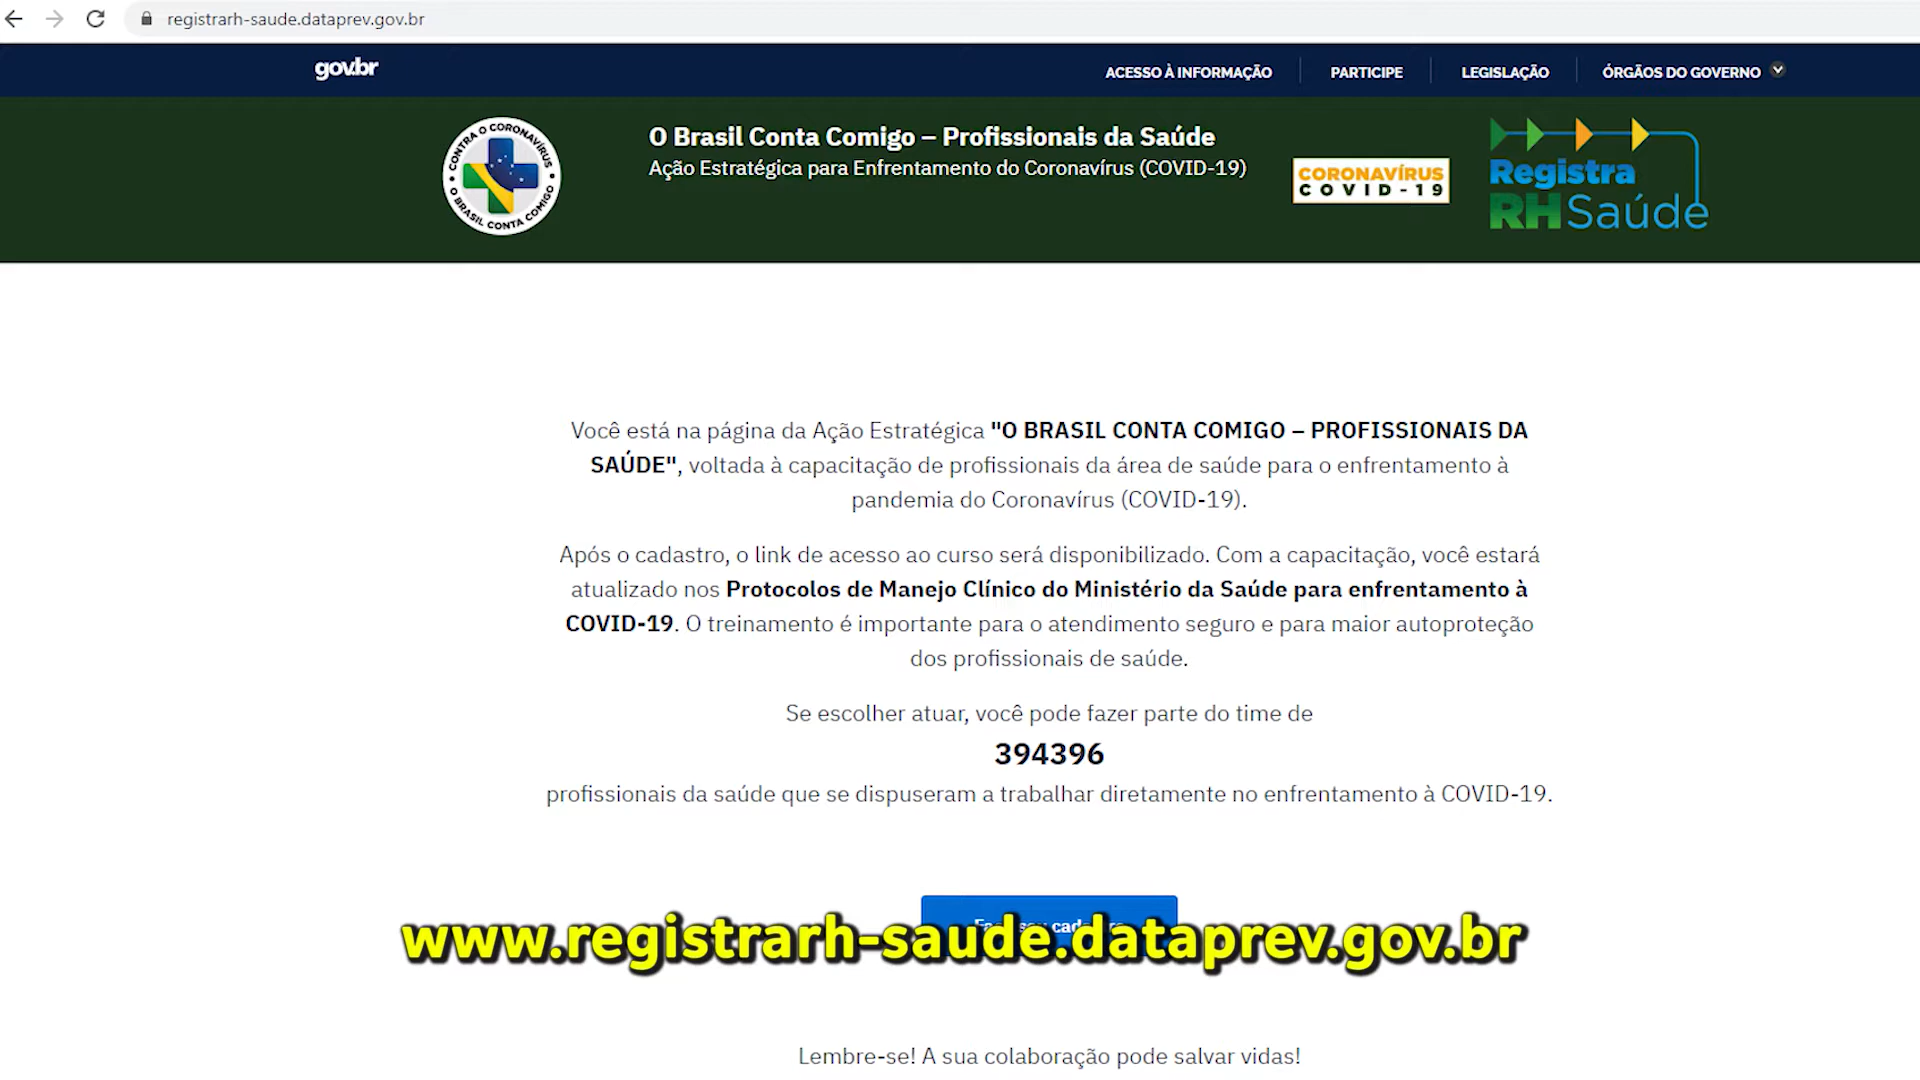 registrarh-saude.dataprev.gov.br
gov.br
ACESSO À INFORMAÇÃO
PARTICIPE
LEGISLAÇÃO
ÓRGÃOS DO GOVERNO
CONTRA O CORONAVÍRUS
O BRASIL CONTA COMIGO
O Brasil Conta Comigo – Profissionais da Saúde
Ação Estratégica para Enfrentamento do Coronavírus (COVID-19)
CORONAVÍRUS
COVID-19
Registra
RHSaúde
Você está na página da Ação Estratégica "O BRASIL CONTA COMIGO – PROFISSIONAIS DA
SAÚDE", voltada à capacitação de profissionais da área de saúde para o enfrentamento à
pandemia do Coronavírus (COVID-19).
Após o cadastro, o link de acesso ao curso será disponibilizado. Com a capacitação, você estará
atualizado nos Protocolos de Manejo Clínico do Ministério da Saúde para enfrentamento à
COVID-19. O treinamento é importante para o atendimento seguro e para maior autoproteção
dos profissionais de saúde.
Se escolher atuar, você pode fazer parte do time de
394396
profissionais da saúde que se dispuseram a trabalhar diretamente no enfrentamento à COVID-19.
www.registrarh-saude.dataprev.gov.br
Lembre-se! A sua colaboração pode salvar vidas!